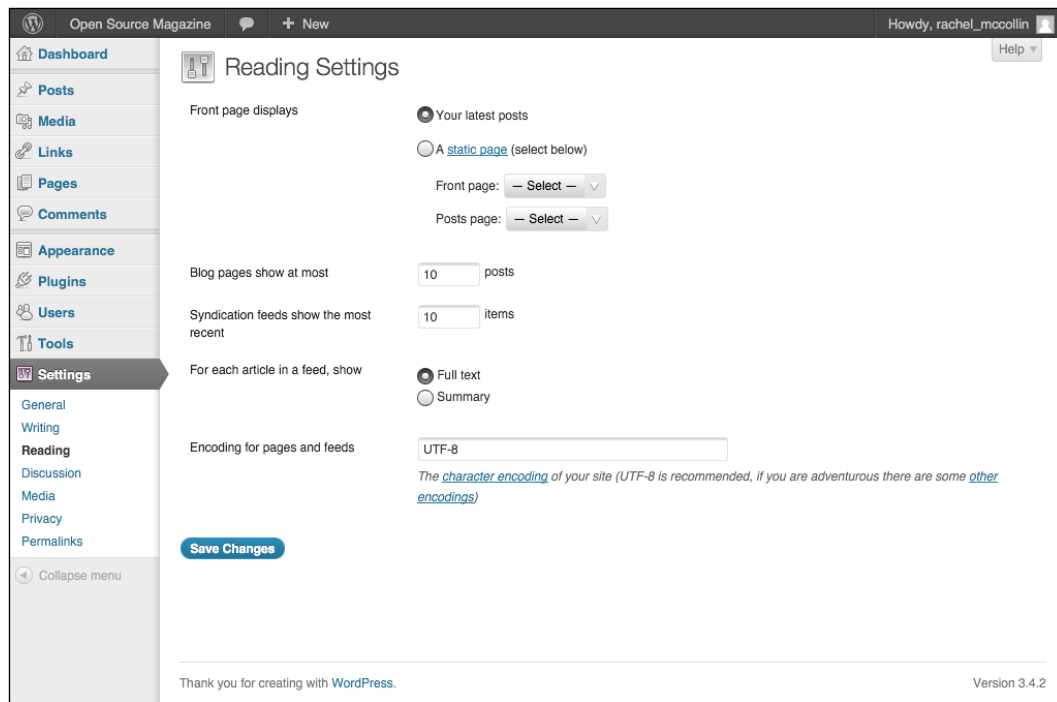 Open Source Magazine + New Howdy, rachel_mccollin
Help
Dashboard
Posts
Media
Links
Pages
Comments
Appearance
Plugins
Users
Tools
Settings
General
Writing
Reading
Discussion
Media
Privacy
Permalinks
Collapse menu
Reading Settings
Front page displays
Your latest posts
A static page (select below)
Front page: — Select —
Posts page: — Select —
Blog pages show at most 10 posts
Syndication feeds show the most
recent
10 items
For each article in a feed, show
Full text
Summary
Encoding for pages and feeds UTF-8
The character encoding of your site (UTF-8 is recommended, if you are adventurous there are some other
encodings)
Save Changes
Thank you for creating with WordPress. Version 3.4.2